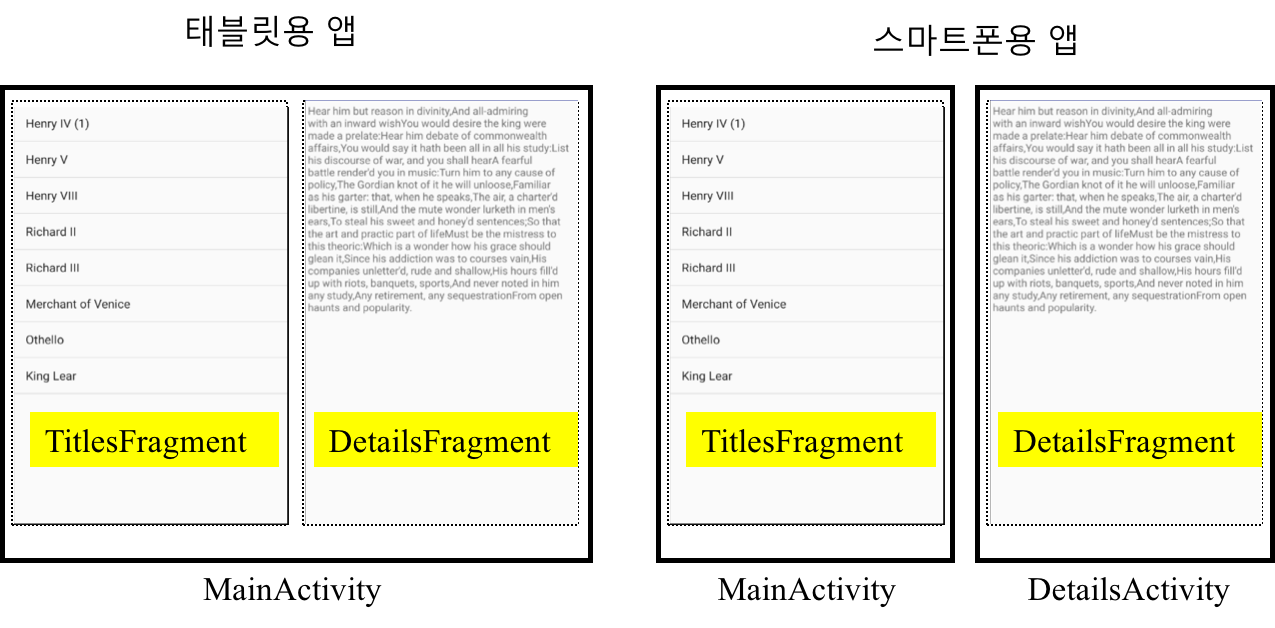 태블릿용 앱
스마트폰용 앱
Henry IV (1)
Henry V
Henry VIII
Richard II
Richard III
Merchant of Venice
Othello
King Lear
TitlesFragment
Hear him but reason in divinity,And all-admiring
with an inward wishYou would desire the king were
made a prelate:Hear him debate of commonwealth
affairs,You would say it hath been all in all his study:List
his discourse of war, and you shall hearA fearful
battle render'd you in music:Turn him to any cause of
policy,The Gordian knot of it he will unloose,Familiar
as his garter: that, when he speaks,The air, a charter'd
libertine, is still,And the mute wonder lurketh in men's
ears,To steal his sweet and honey'd sentences;So that
the art and practic part of lifeMust be the mistress to
this theoric:Which is a wonder how his grace should
glean it,Since his addiction was to courses vain,His
companies unletter'd, rude and shallow,His hours fill'd
up with riots, banquets, sports,And never noted in him
any study,Any retirement, any sequestrationFrom open
haunts and popularity.
DetailsFragment
MainActivity
Henry IV (1)
Henry V
Henry VIII
Richard II
Richard III
Merchant of Venice
Othello
King Lear
TitlesFragment
MainActivity
Hear him but reason in divinity,And all-admiring
with an inward wishYou would desire the king were
made a prelate:Hear him debate of commonwealth
affairs,You would say it hath been all in all his study:List
his discourse of war, and you shall hearA fearful
battle render'd you in music:Turn him to any cause of
policy,The Gordian knot of it he will unloose,Familiar
as his garter: that, when he speaks,The air, a charter'd
libertine, is still,And the mute wonder lurketh in men's
ears,To steal his sweet and honey'd sentences;So that
the art and practic part of lifeMust be the mistress to
this theoric:Which is a wonder how his grace should
glean it,Since his addiction was to courses vain,His
companies unletter'd, rude and shallow,His hours fill'd
up with riots, banquets, sports,And never noted in him
any study,Any retirement, any sequestrationFrom open
haunts and popularity.
DetailsFragment
DetailsActivity